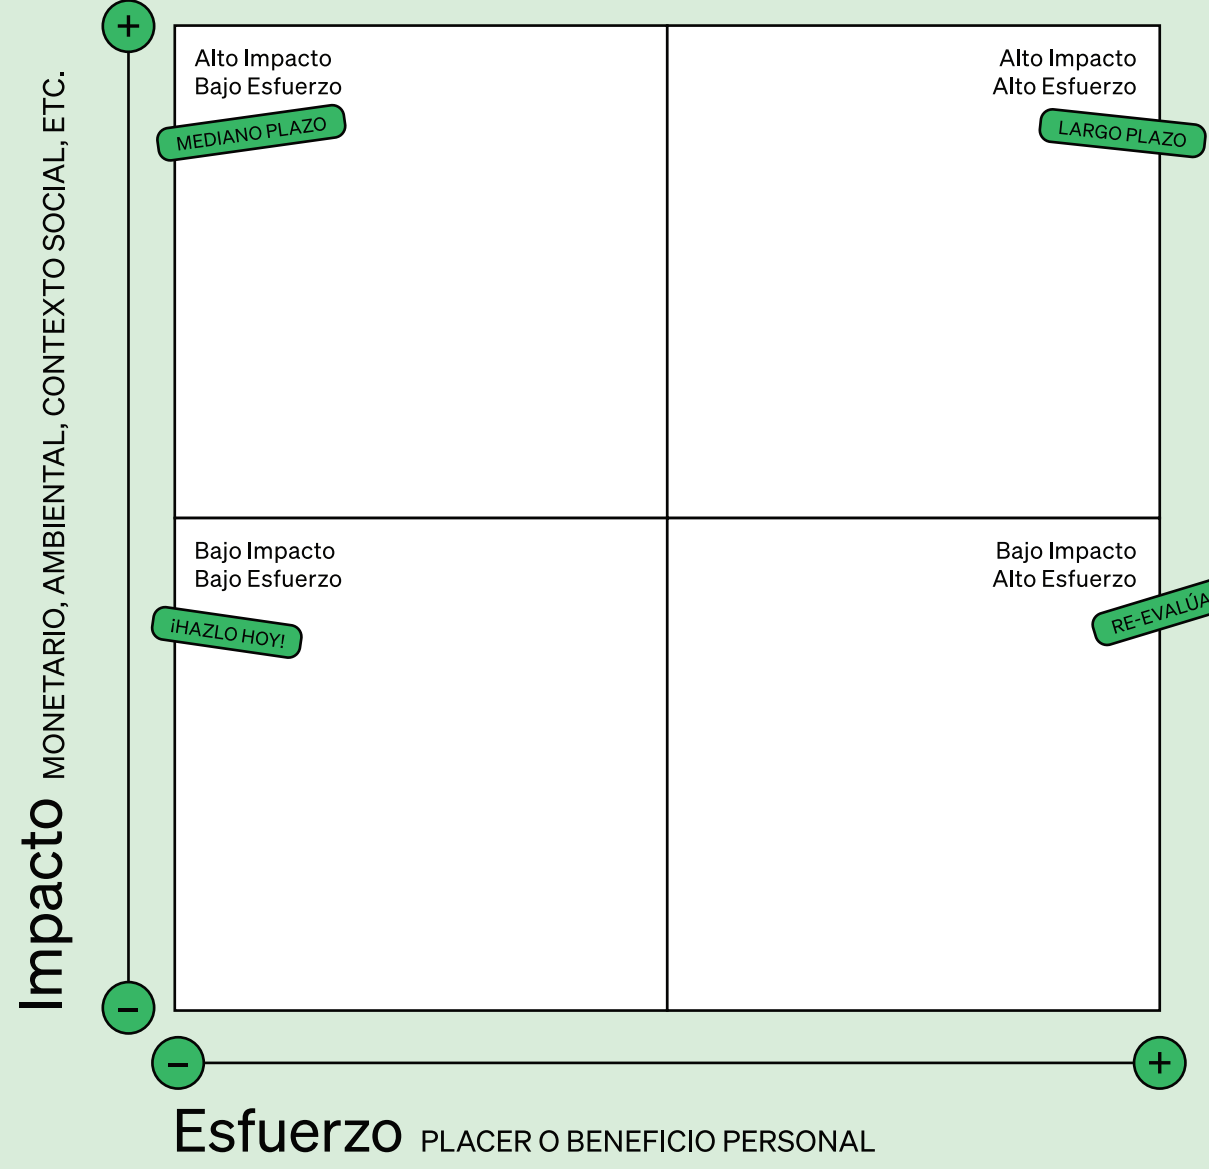 +
Alto Impacto
Bajo Esfuerzo
MEDIANO PLAZO
Alto Impacto
Alto Esfuerzo
LARGO PLAZO
Bajo Impacto
Bajo Esfuerzo
¡HAZLO HOY!
Bajo Impacto
Alto Esfuerzo
RE-EVALÚA
Impacto MONETARIO, AMBIENTAL, CONTEXTO SOCIAL, ETC.
–
– +
Esfuerzo PLACER O BENEFICIO PERSONAL